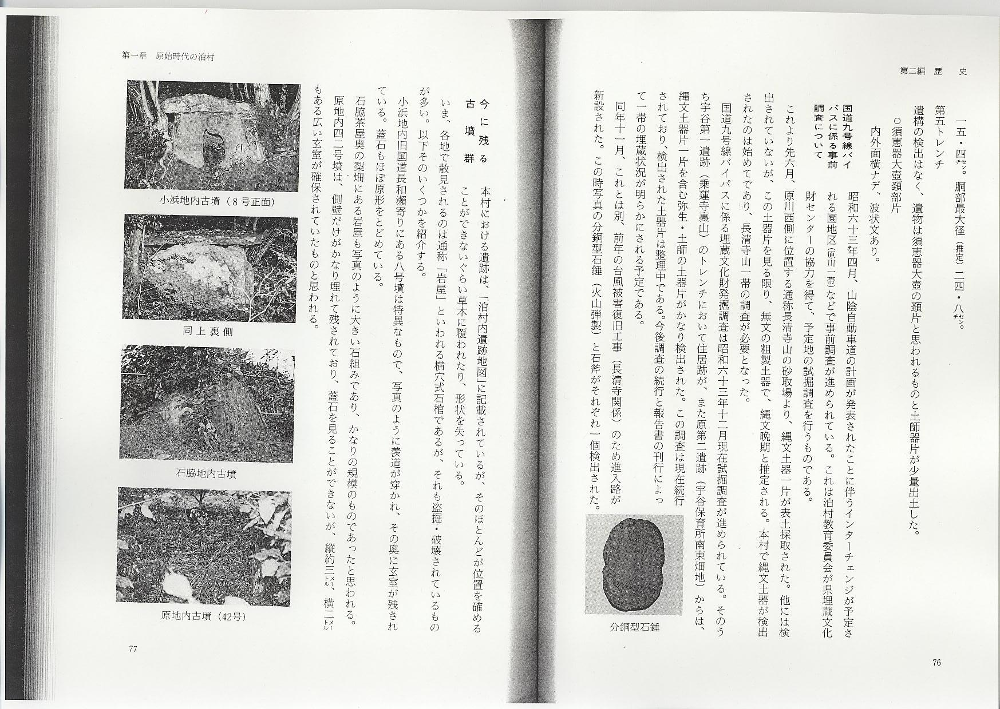 第二編　歴　　史
一五・四センチ。胴部最大径（推定）二四・八センチ。
第五トレンチ
遺構の検出はなく、遺物は須恵器大壺の頚片と思われるものと土師器片が少量出土した。
○須恵器大壺頚部片
内外面横ナデ、波状文あり。
国道九号線バイ
パスに係る事前
調査について
昭和六十三年四月、山陰自動車道の計画が発表されたことに伴うインターチェンジが予定さ
れる園地区（原川一帯）などで事前調査が進められている。これは泊村教育委員会が県埋蔵文化
財センターの協力を得て、予定地の試掘調査を行うものである。
これより先六月、原川西側に位置する通称長清寺山の砂取場より、縄文土器一片が表土採取された。他には検
出されていないが、この土器片を見る限り、無文の粗製土器で、縄文晩期と推定される。本村で縄文土器が検出
されたのは始めてであり、長清寺山一帯の調査が必要となった。
国道九号線バイパスに係る埋蔵文化財発掘調査は昭和六十三年十二月現在試掘調査が進められている。そのう
ち宇谷第一遺跡（乗蓮寺裏山）のトレンチにおいて住居跡が、また原第二遺跡（宇谷保育所南東畑地）からは、
縄文土器片一片を含む弥生・土師の土器片がかなり検出された。この調査は現在続行
されており、検出された土器片は整理中である。今後調査の続行と報告書の刊行によっ
て一帯の埋蔵状況が明らかにされる予定である。
同年十一月、これとは別、前年の台風被害復旧工事（長清寺関係）のため進入路が
新設された。この時写真の分銅型石錘（火山弾製）と石斧がそれぞれ一個検出された。
分銅型石錘
76
第一章　原始時代の泊村
今に残る
古墳群
本村における遺跡は、「泊村内遺跡地図」に記載されているが、そのほとんどが位置を確める
ことができないぐらい草木に覆われたり、形状を失っている。
いま、各地で散見されるのは通称「岩屋」といわれる横穴式石棺であるが、それも盗掘・破壊されているもの
が多い。以下そのいくつかを紹介する。
小浜地内旧国道長和瀬寄りにある八号墳は特異なもので、写真のように羨道が穿かれ、その奥に玄室が残され
ている。蓋石もほぼ原形をとどめている。
石脇茶屋奥の梨畑にある岩屋も写真のように大きい石組みであり、かなりの規模のものであったと思われる。
原地内四二号墳は、側壁だけがかなり埋れて残されており、蓋石を見ることができないが、縦約三メートル、横二メートル
もある広い玄室が確保されていたものと思われる。
小浜地内古墳（8号正面）
同上裏側
石脇地内古墳
原地内古墳（42号）
77